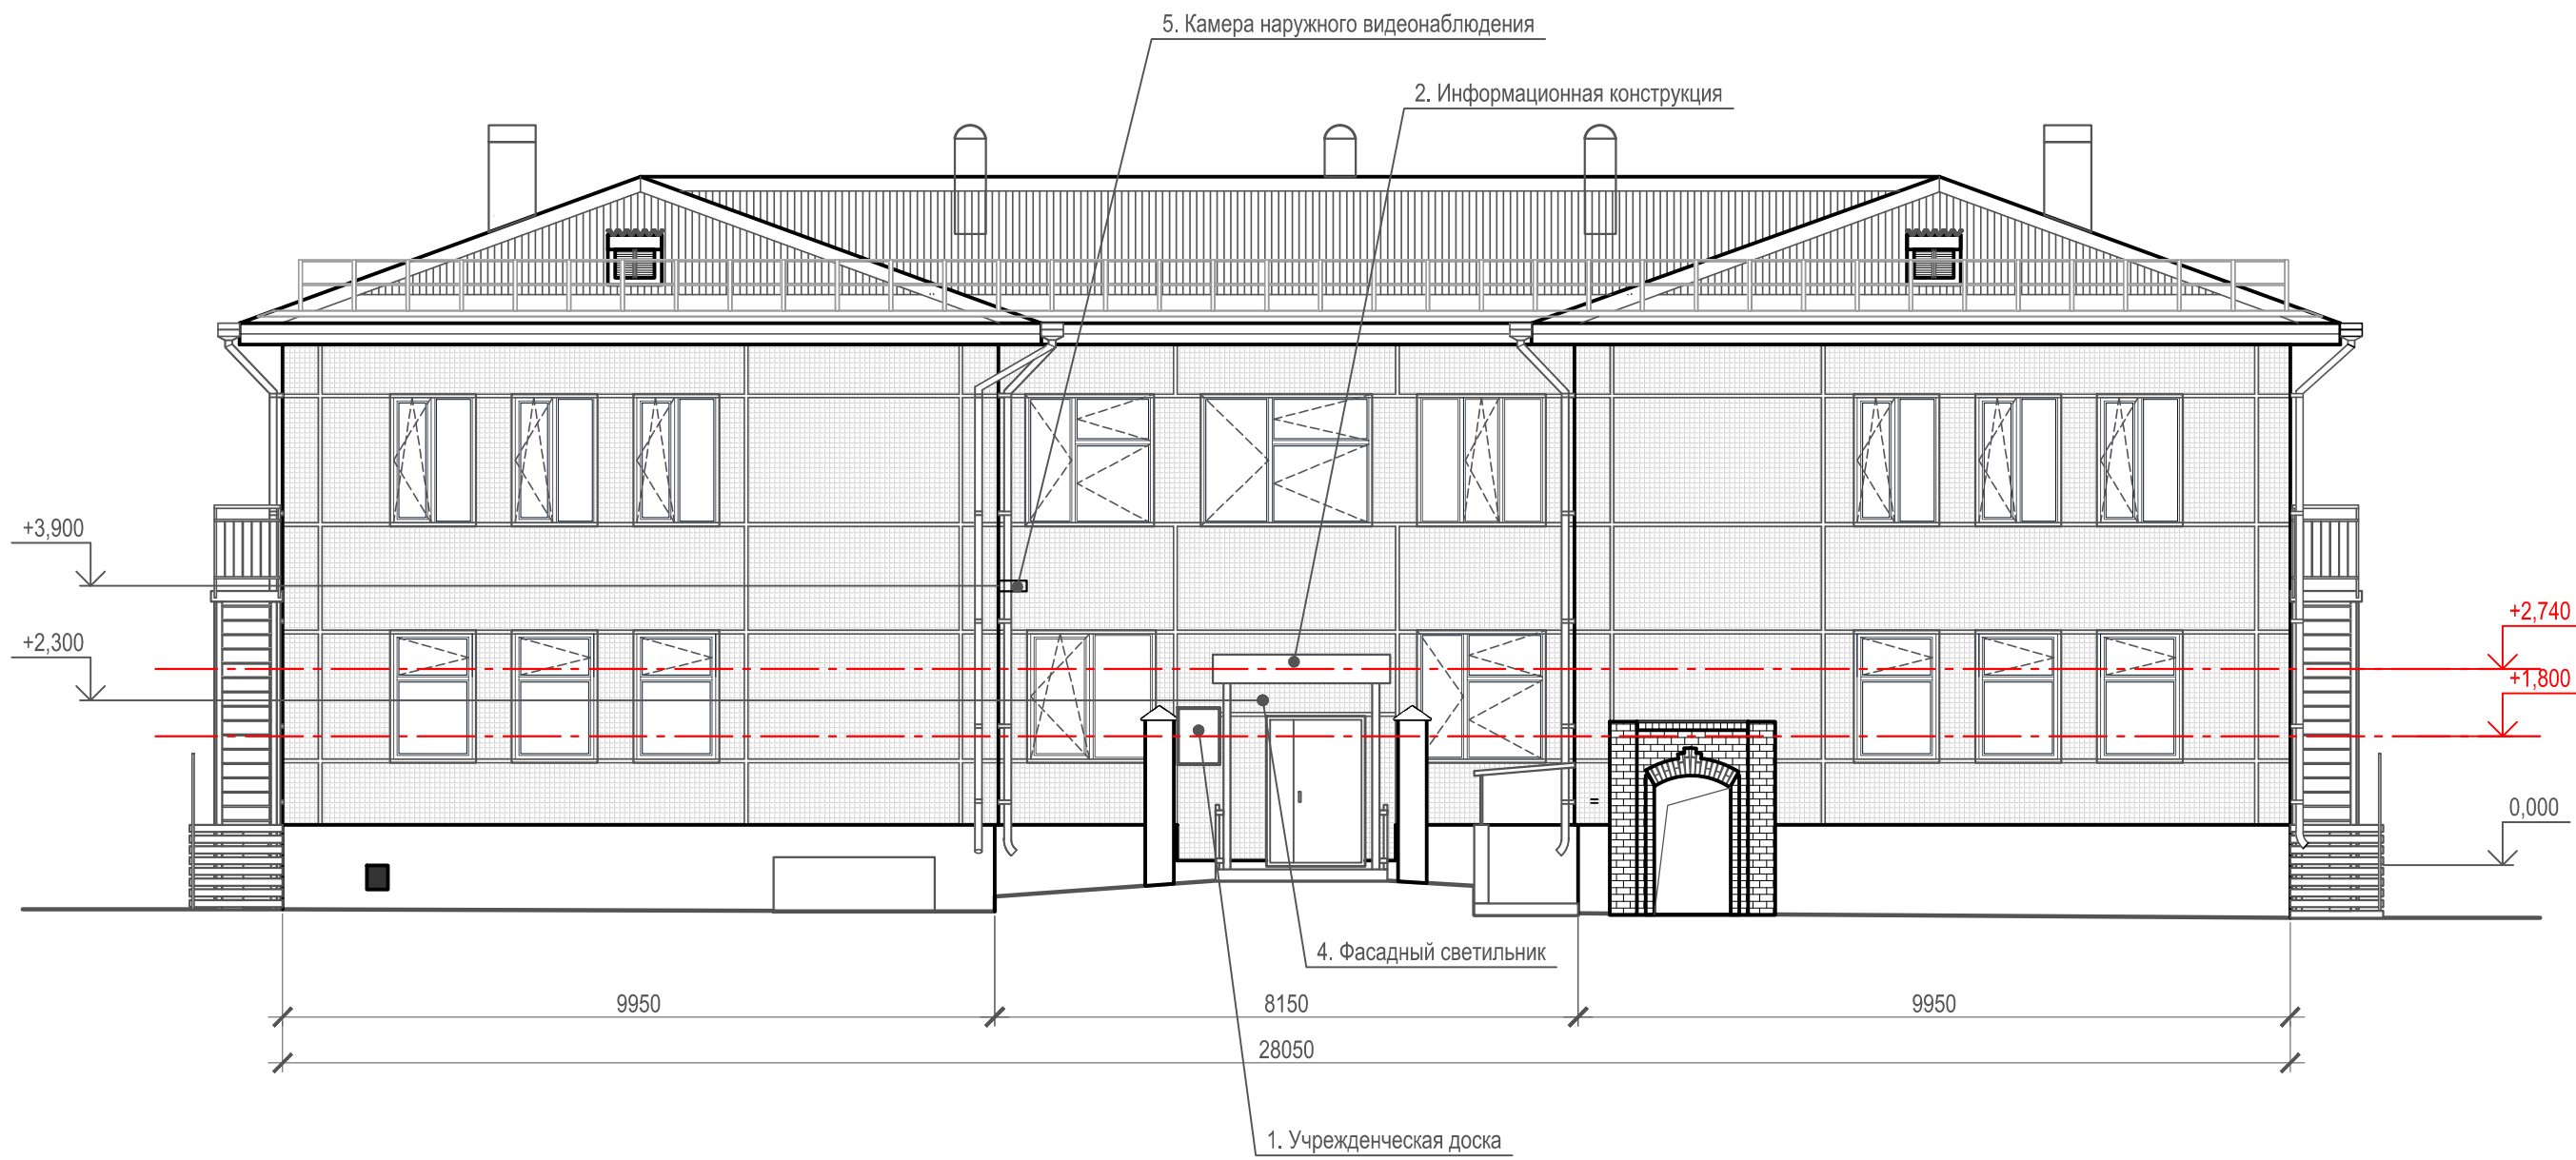 5. Камера наружного видеонаблюдения
2. Информационная конструкция
+3,900
+2,300
+2,740
+1,800
0,000
4. Фасадный светильник
9950
8150
9950
28050
1. Учрежденческая доска